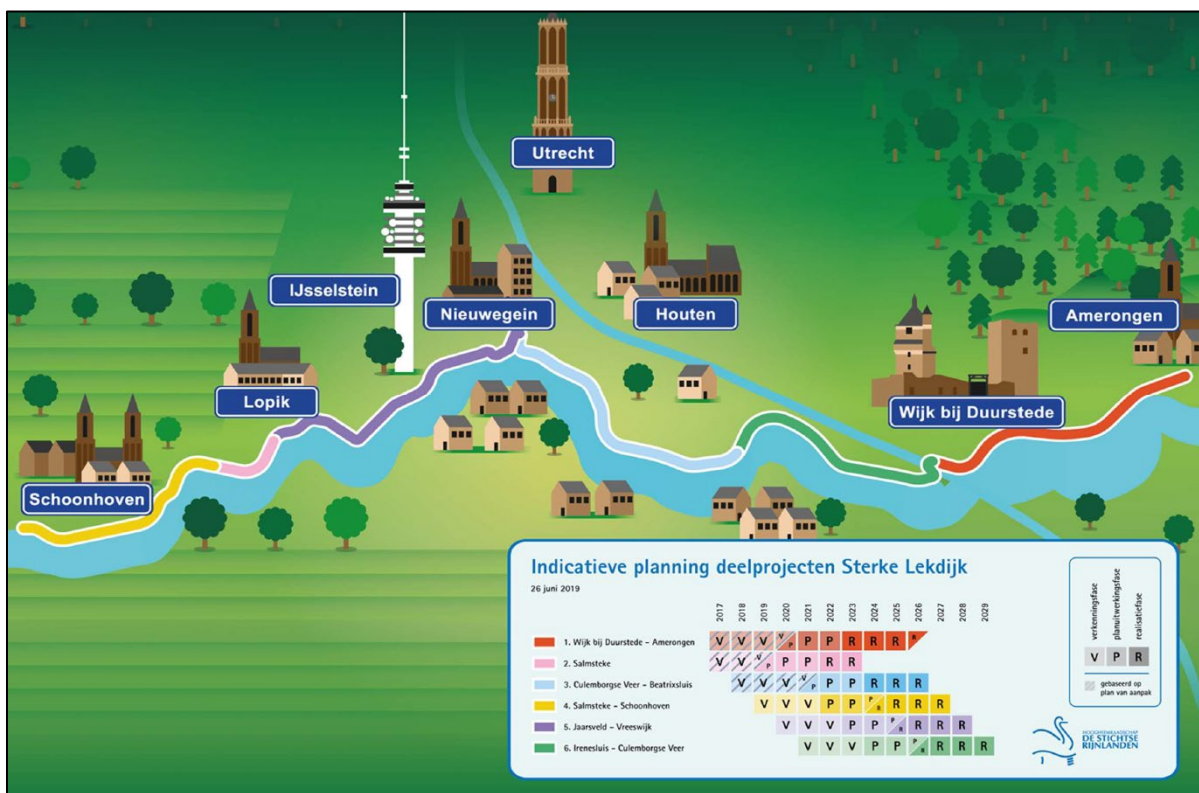 Utrecht
IJsselstein
Nieuwegein
Houten
Amerongen
Lopik
Wijk bij Duurstede
Schoonhoven
Indicatieve planning deelprojecten Sterke Lekdijk
26 juni 2019
2017 2018 2019 2020 2021 2022 2023 2024 2025 2026 2027 2028 2029
1. Wijk bij Duurstede – Amerongen V V V V P P P R R R R
2. Salmsteke V V V P P P R R
3. Culemborgse Veer – Beatrixsluis V V V V P P P R R R R
4. Salmsteke – Schoonhoven V V V P P P R R R R
5. Jaarsveld – Vreeswijk V V V P P P R R R R
6. Irenesluis – Culemborgse Veer V V V P P P R R R R
verkenningsfase
planuitwerkingsfase
realisatiefase
V P R
gebaseerd op
plan van aanpak
HOOGHEEMRAADSCHAP
DE STICHTSE
RIJNLANDEN